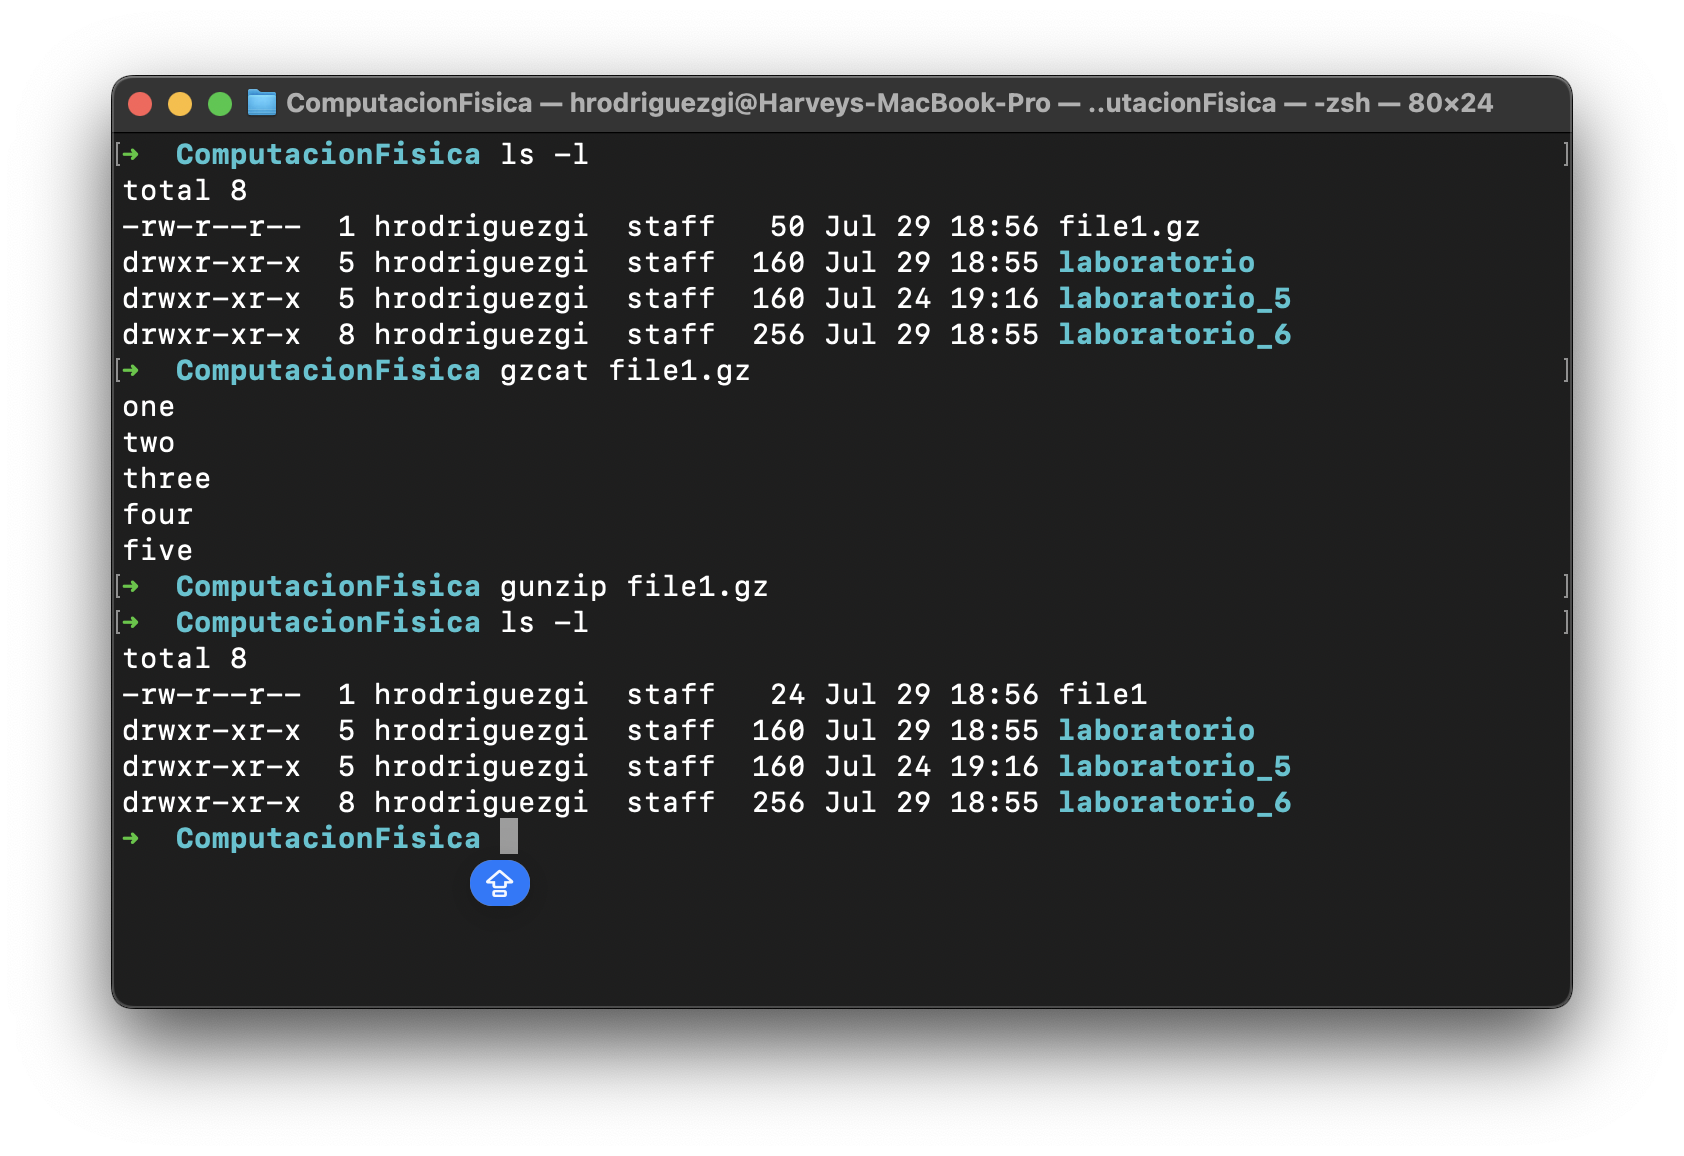 ComputacionFisica — hrodriguezgi@Harveys-MacBook-Pro — ..utacionFisica — -zsh — 80×24
[➜  ComputacionFisica ls -l ]
total 8
-rw-r--r--  1 hrodriguezgi  staff   50 Jul 29 18:56 file1.gz
drwxr-xr-x  5 hrodriguezgi  staff  160 Jul 29 18:55 laboratorio
drwxr-xr-x  5 hrodriguezgi  staff  160 Jul 24 19:16 laboratorio_5
drwxr-xr-x  8 hrodriguezgi  staff  256 Jul 29 18:55 laboratorio_6
[➜  ComputacionFisica gzcat file1.gz ]
one
two
three
four
five
[➜  ComputacionFisica gunzip file1.gz ]
[➜  ComputacionFisica ls -l ]
total 8
-rw-r--r--  1 hrodriguezgi  staff   24 Jul 29 18:56 file1
drwxr-xr-x  5 hrodriguezgi  staff  160 Jul 29 18:55 laboratorio
drwxr-xr-x  5 hrodriguezgi  staff  160 Jul 24 19:16 laboratorio_5
drwxr-xr-x  8 hrodriguezgi  staff  256 Jul 29 18:55 laboratorio_6
➜  ComputacionFisica